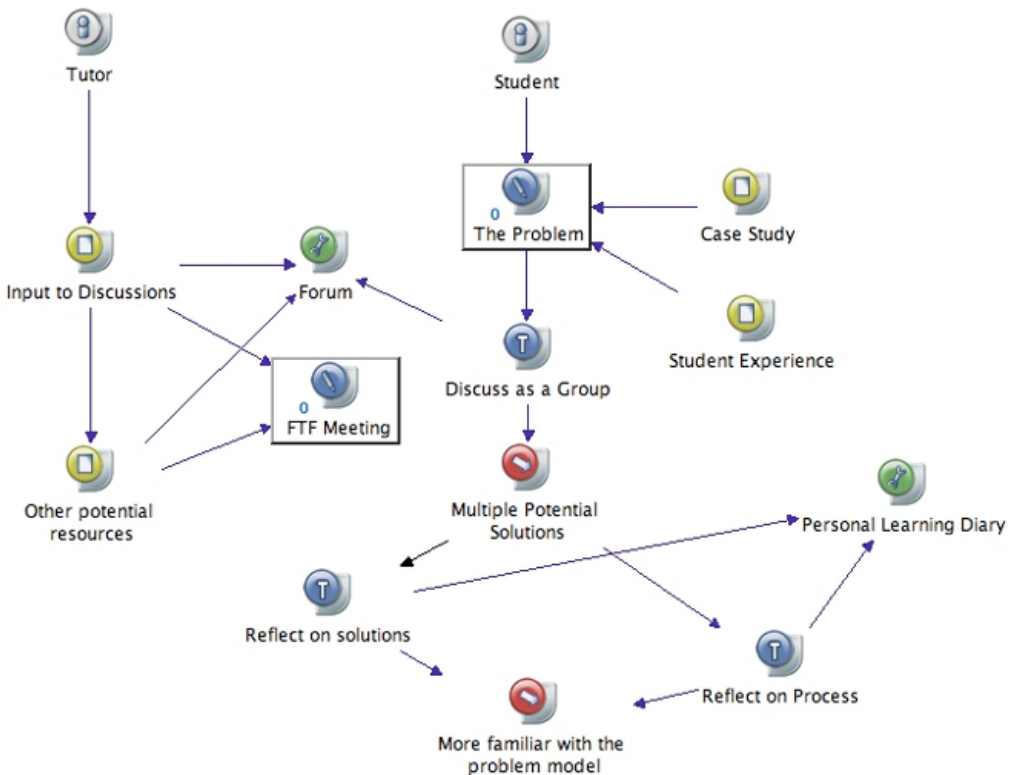 Tutor
Student
0
The Problem
Case Study
Input to Discussions
Forum
T
Discuss as a Group
Student Experience
0
FTF Meeting
Other potential
resources
Multiple Potential
Solutions
Personal Learning Diary
T
Reflect on solutions
T
Reflect on Process
More familiar with the
problem model